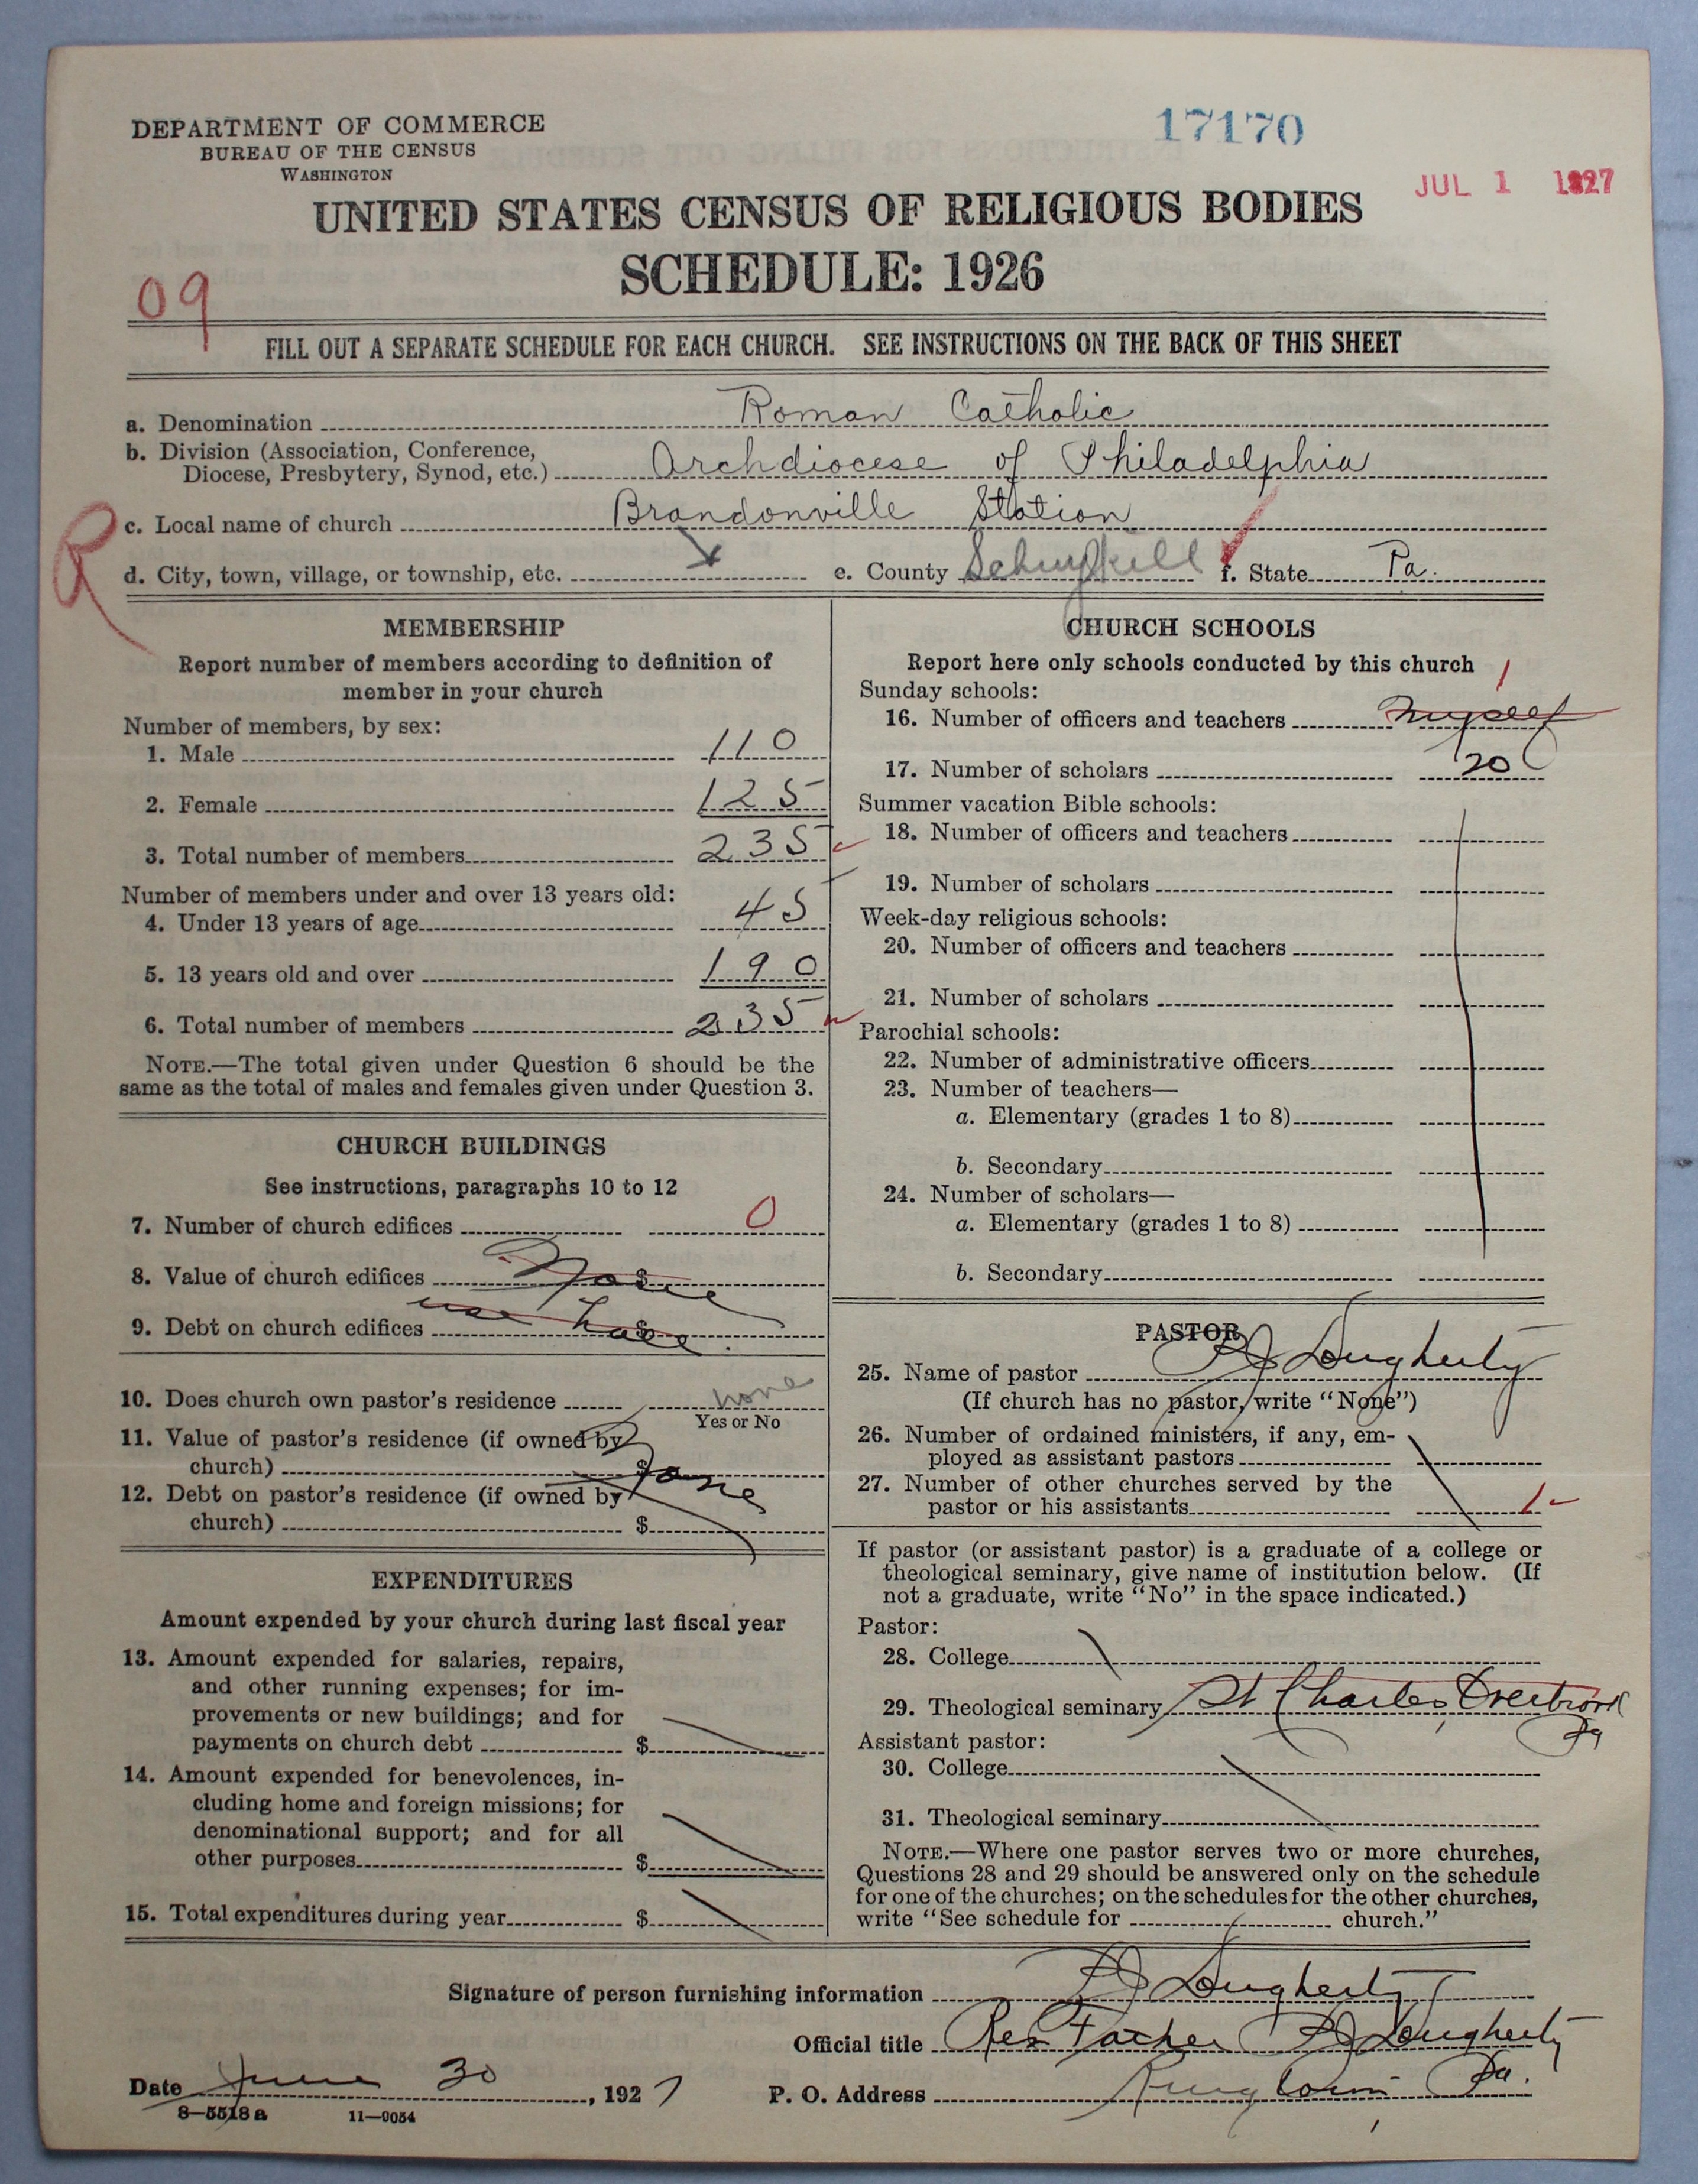 DEPARTMENT OF COMMERCE
BUREAU OF THE CENSUS
WASHINGTON
17170
JUL 1 1927
UNITED STATES CENSUS OF RELIGIOUS BODIES
SCHEDULE: 1926
09
FILL OUT A SEPARATE SCHEDULE FOR EACH CHURCH. SEE INSTRUCTIONS ON THE BACK OF THIS SHEET
a. Denomination Roman Catholic
b. Division (Association, Conference,
Diocese, Presbytery, Synod, etc.) Archdiocese of Philadelphia
R
c. Local name of church Brandonville Station
d. City, town, village, or township, etc. e. County Schuylkill f. State Pa.
MEMBERSHIP
Report number of members according to definition of
member in your church
Number of members, by sex:
1. Male 110
2. Female 125
3. Total number of members 235
Number of members under and over 13 years old:
4. Under 13 years of age 45
5. 13 years old and over 190
6. Total number of members 235
NOTE.—The total given under Question 6 should be the
same as the total of males and females given under Question 3.
CHURCH BUILDINGS
See instructions, paragraphs 10 to 12
7. Number of church edifices 0
8. Value of church edifices $ None
9. Debt on church edifices $ use hall.
10. Does church own pastor's residence none
Yes or No
11. Value of pastor's residence (if owned by
church) $ None
12. Debt on pastor's residence (if owned by
church) $
EXPENDITURES
Amount expended by your church during last fiscal year
13. Amount expended for salaries, repairs,
and other running expenses; for im-
provements or new buildings; and for
payments on church debt $
14. Amount expended for benevolences, in-
cluding home and foreign missions; for
denominational support; and for all
other purposes $
15. Total expenditures during year $
CHURCH SCHOOLS
Report here only schools conducted by this church
Sunday schools: 1
16. Number of officers and teachers myself
17. Number of scholars 20
Summer vacation Bible schools:
18. Number of officers and teachers
19. Number of scholars
Week-day religious schools:
20. Number of officers and teachers
21. Number of scholars
Parochial schools:
22. Number of administrative officers
23. Number of teachers—
a. Elementary (grades 1 to 8)
b. Secondary
24. Number of scholars—
a. Elementary (grades 1 to 8)
b. Secondary
PASTOR
25. Name of pastor PJ Dougherty
(If church has no pastor, write "None")
26. Number of ordained ministers, if any, em-
ployed as assistant pastors
27. Number of other churches served by the
pastor or his assistants 1
If pastor (or assistant pastor) is a graduate of a college or
theological seminary, give name of institution below. (If
not a graduate, write "No" in the space indicated.)
Pastor:
28. College
29. Theological seminary St Charles, Overbrook
Pa
Assistant pastor:
30. College
31. Theological seminary
NOTE.—Where one pastor serves two or more churches,
Questions 28 and 29 should be answered only on the schedule
for one of the churches; on the schedules for the other churches,
write "See schedule for church."
Signature of person furnishing information PJ Dougherty
Official title Rev Father PJ Dougherty
Date June 30, 1927 P. O. Address Ringtown Pa.
8—5518 a 11—9054